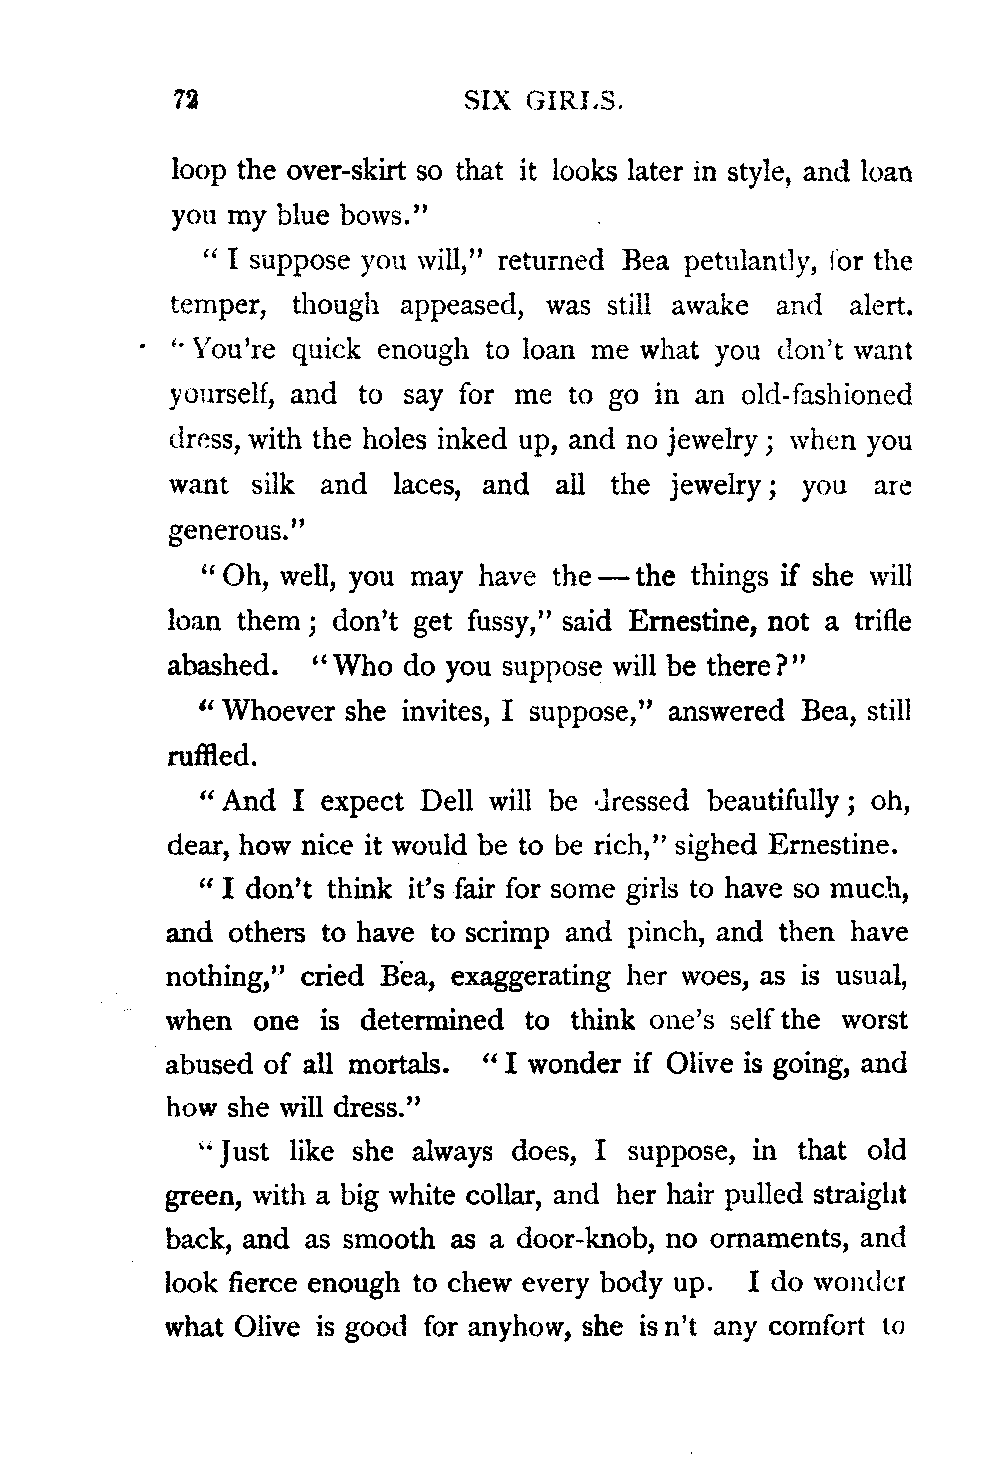 72 SIX GIRLS.
loop the over-skirt so that it looks later in style, and loan
you my blue bows."
"I suppose you will," returned Bea petulantly, for the
temper, though appeased, was still awake and alert.
"You're quick enough to loan me what you don't want
yourself, and to say for me to go in an old-fashioned
dress, with the holes inked up, and no jewelry; when you
want silk and laces, and all the jewelry; you are
generous."
"Oh, well, you may have the — the things if she will
loan them; don't get fussy," said Ernestine, not a trifle
abashed. "Who do you suppose will be there?"
"Whoever she invites, I suppose," answered Bea, still
ruffled.
"And I expect Dell will be dressed beautifully; oh,
dear, how nice it would be to be rich," sighed Ernestine.
"I don't think it's fair for some girls to have so much,
and others to have to scrimp and pinch, and then have
nothing," cried Bea, exaggerating her woes, as is usual,
when one is determined to think one's self the worst
abused of all mortals. "I wonder if Olive is going, and
how she will dress."
"Just like she always does, I suppose, in that old
green, with a big white collar, and her hair pulled straight
back, and as smooth as a door-knob, no ornaments, and
look fierce enough to chew every body up. I do wonder
what Olive is good for anyhow, she is n't any comfort to